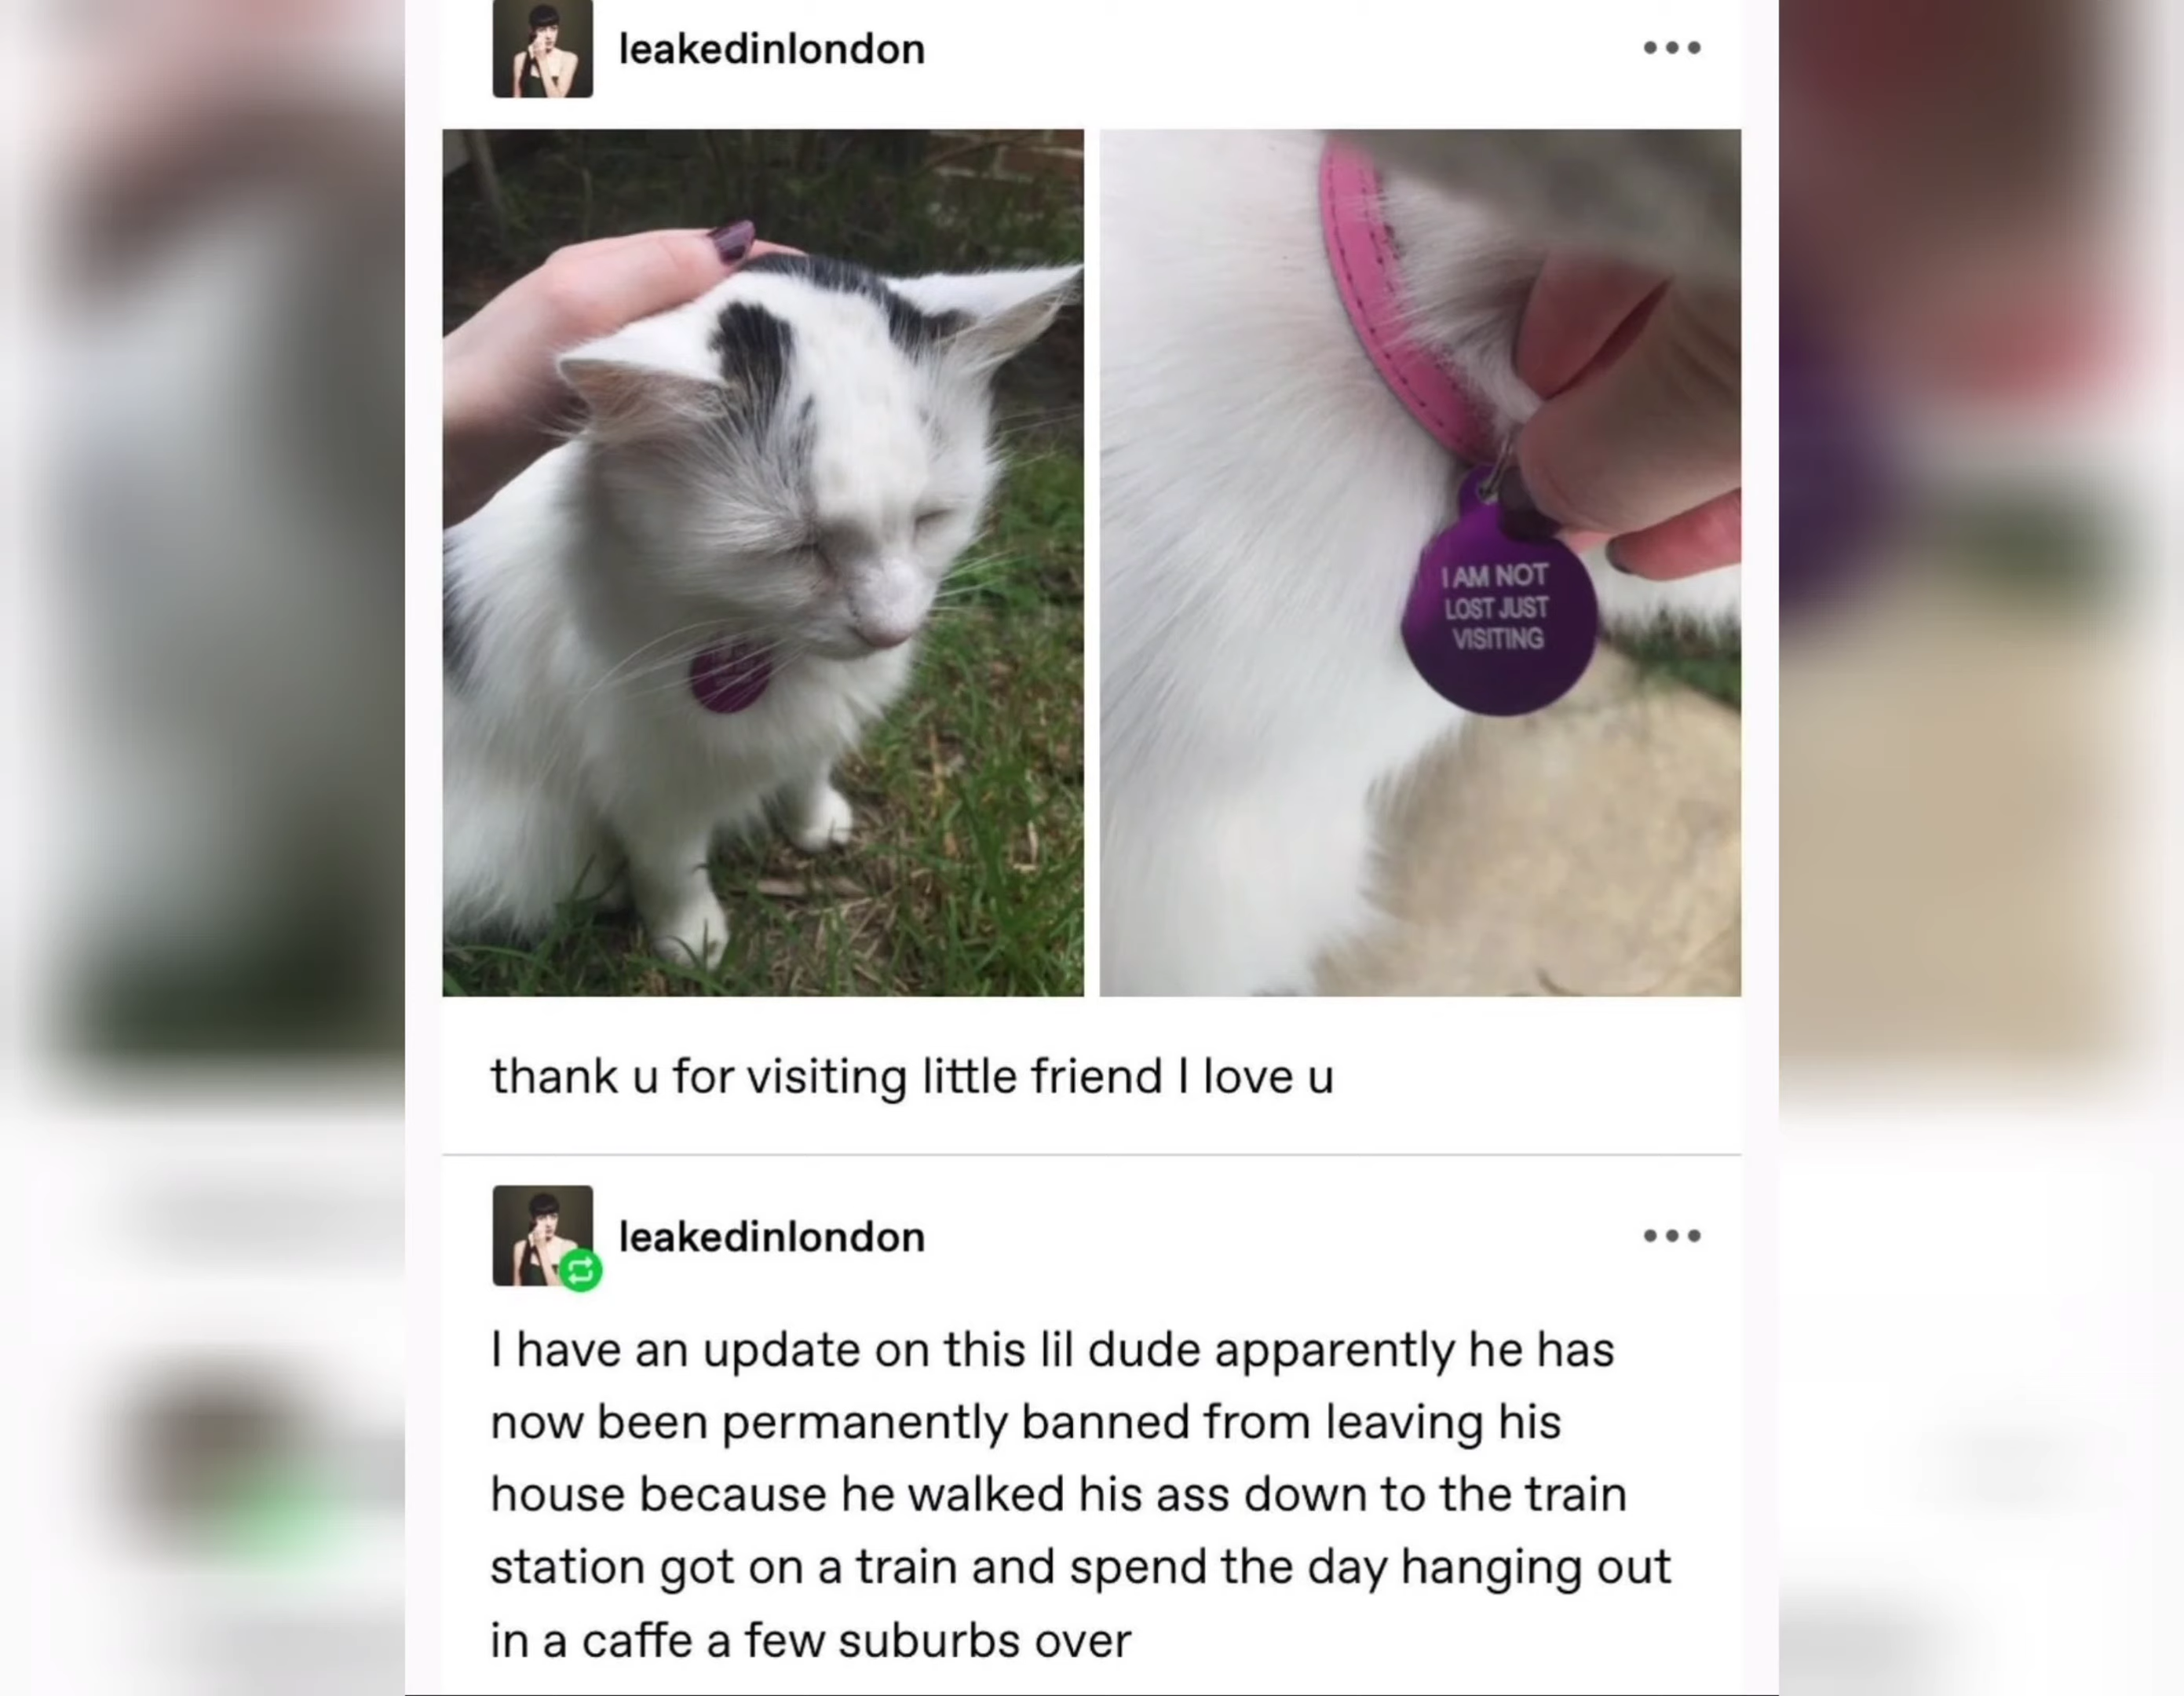 leakedinlondon
I AM NOT
LOST JUST
VISITING
thank u for visiting little friend I love u
leakedinlondon
I have an update on this lil dude apparently he has
now been permanently banned from leaving his
house because he walked his ass down to the train
station got on a train and spend the day hanging out
in a caffe a few suburbs over